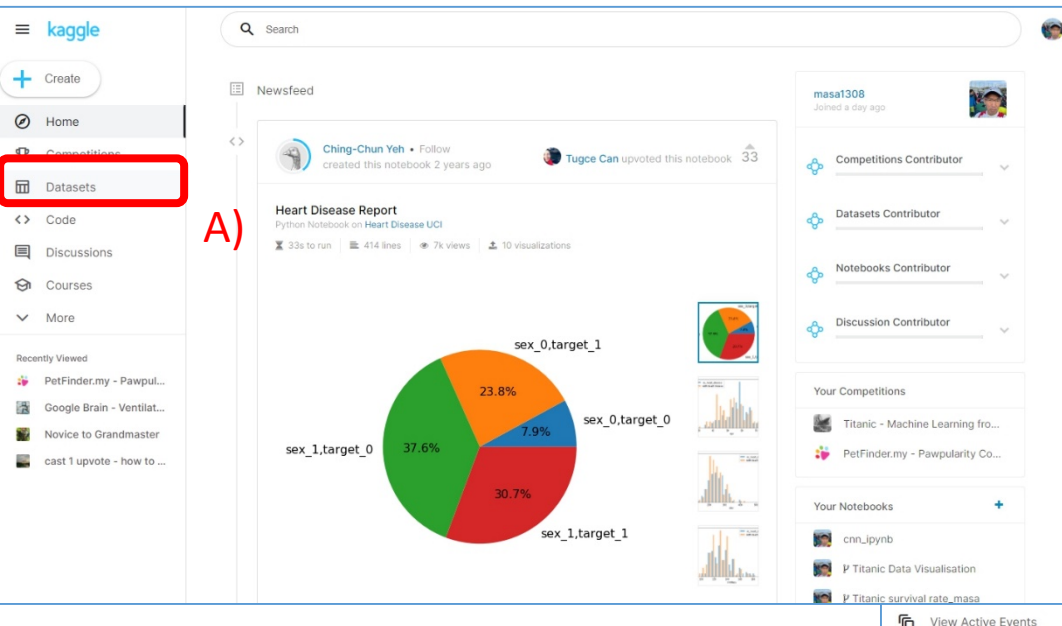 kaggle
Search
Create
Home
Competitions
Datasets
Code
Discussions
Courses
More
Recently Viewed
PetFinder.my - Pawpul...
Google Brain - Ventilat...
Novice to Grandmaster
cast 1 upvote - how to ...
A)
Newsfeed
Ching-Chun Yeh • Follow
created this notebook 2 years ago
Tugce Can upvoted this notebook
33
Heart Disease Report
Python Notebook on Heart Disease UCI
33s to run
414 lines
7k views
10 visualizations
sex_0,target_1
23.8%
sex_0,target_0
7.9%
sex_1,target_0
37.6%
30.7%
sex_1,target_1
masa1308
Joined a day ago
Competitions Contributor
Datasets Contributor
Notebooks Contributor
Discussion Contributor
Your Competitions
Titanic - Machine Learning fro...
PetFinder.my - Pawpularity Co...
Your Notebooks
cnn_ipynb
Titanic Data Visualisation
Titanic survival rate_masa
View Active Events